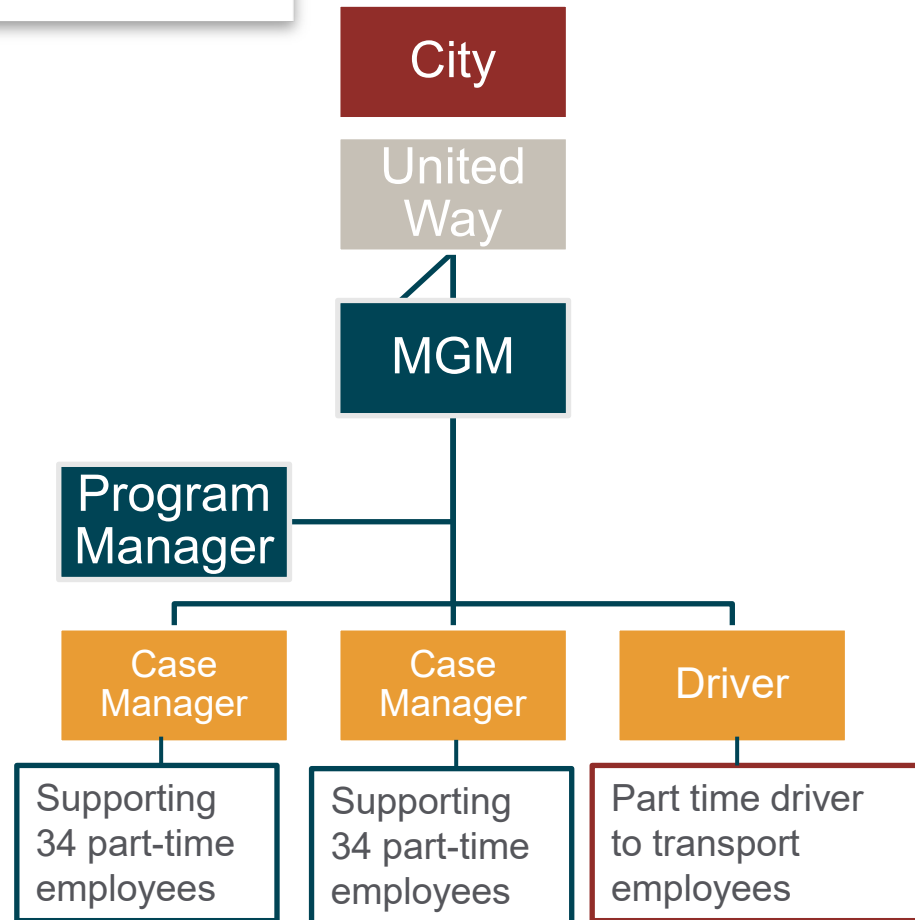 City
United
Way
MGM
Program
Manager
Case
Manager
Case
Manager
Driver
Supporting
34 part-time
employees
Supporting
34 part-time
employees
Part time driver
to transport
employees